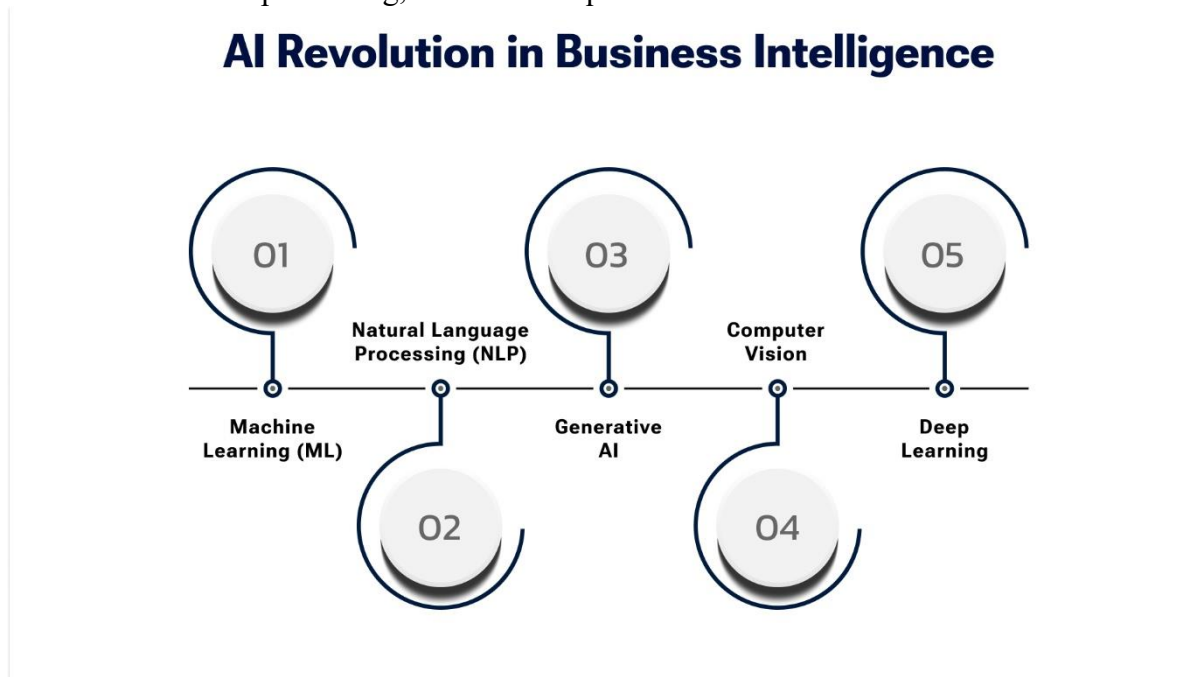 AI Revolution in Business Intelligence
01
03
05
Natural Language
Processing (NLP)
Computer
Vision
Machine
Learning (ML)
Generative
AI
Deep
Learning
02
04